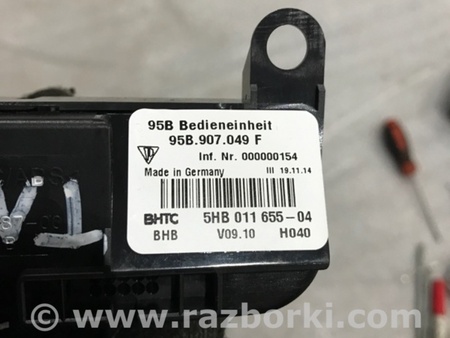 95B Bedieneinheit
95B.907.049 F
Inf. Nr. 000000154
Made in Germany III 19.11.14
BHTC 5HB 011 655-04
BHB V09.10 H040
VL
© www.razborki.com